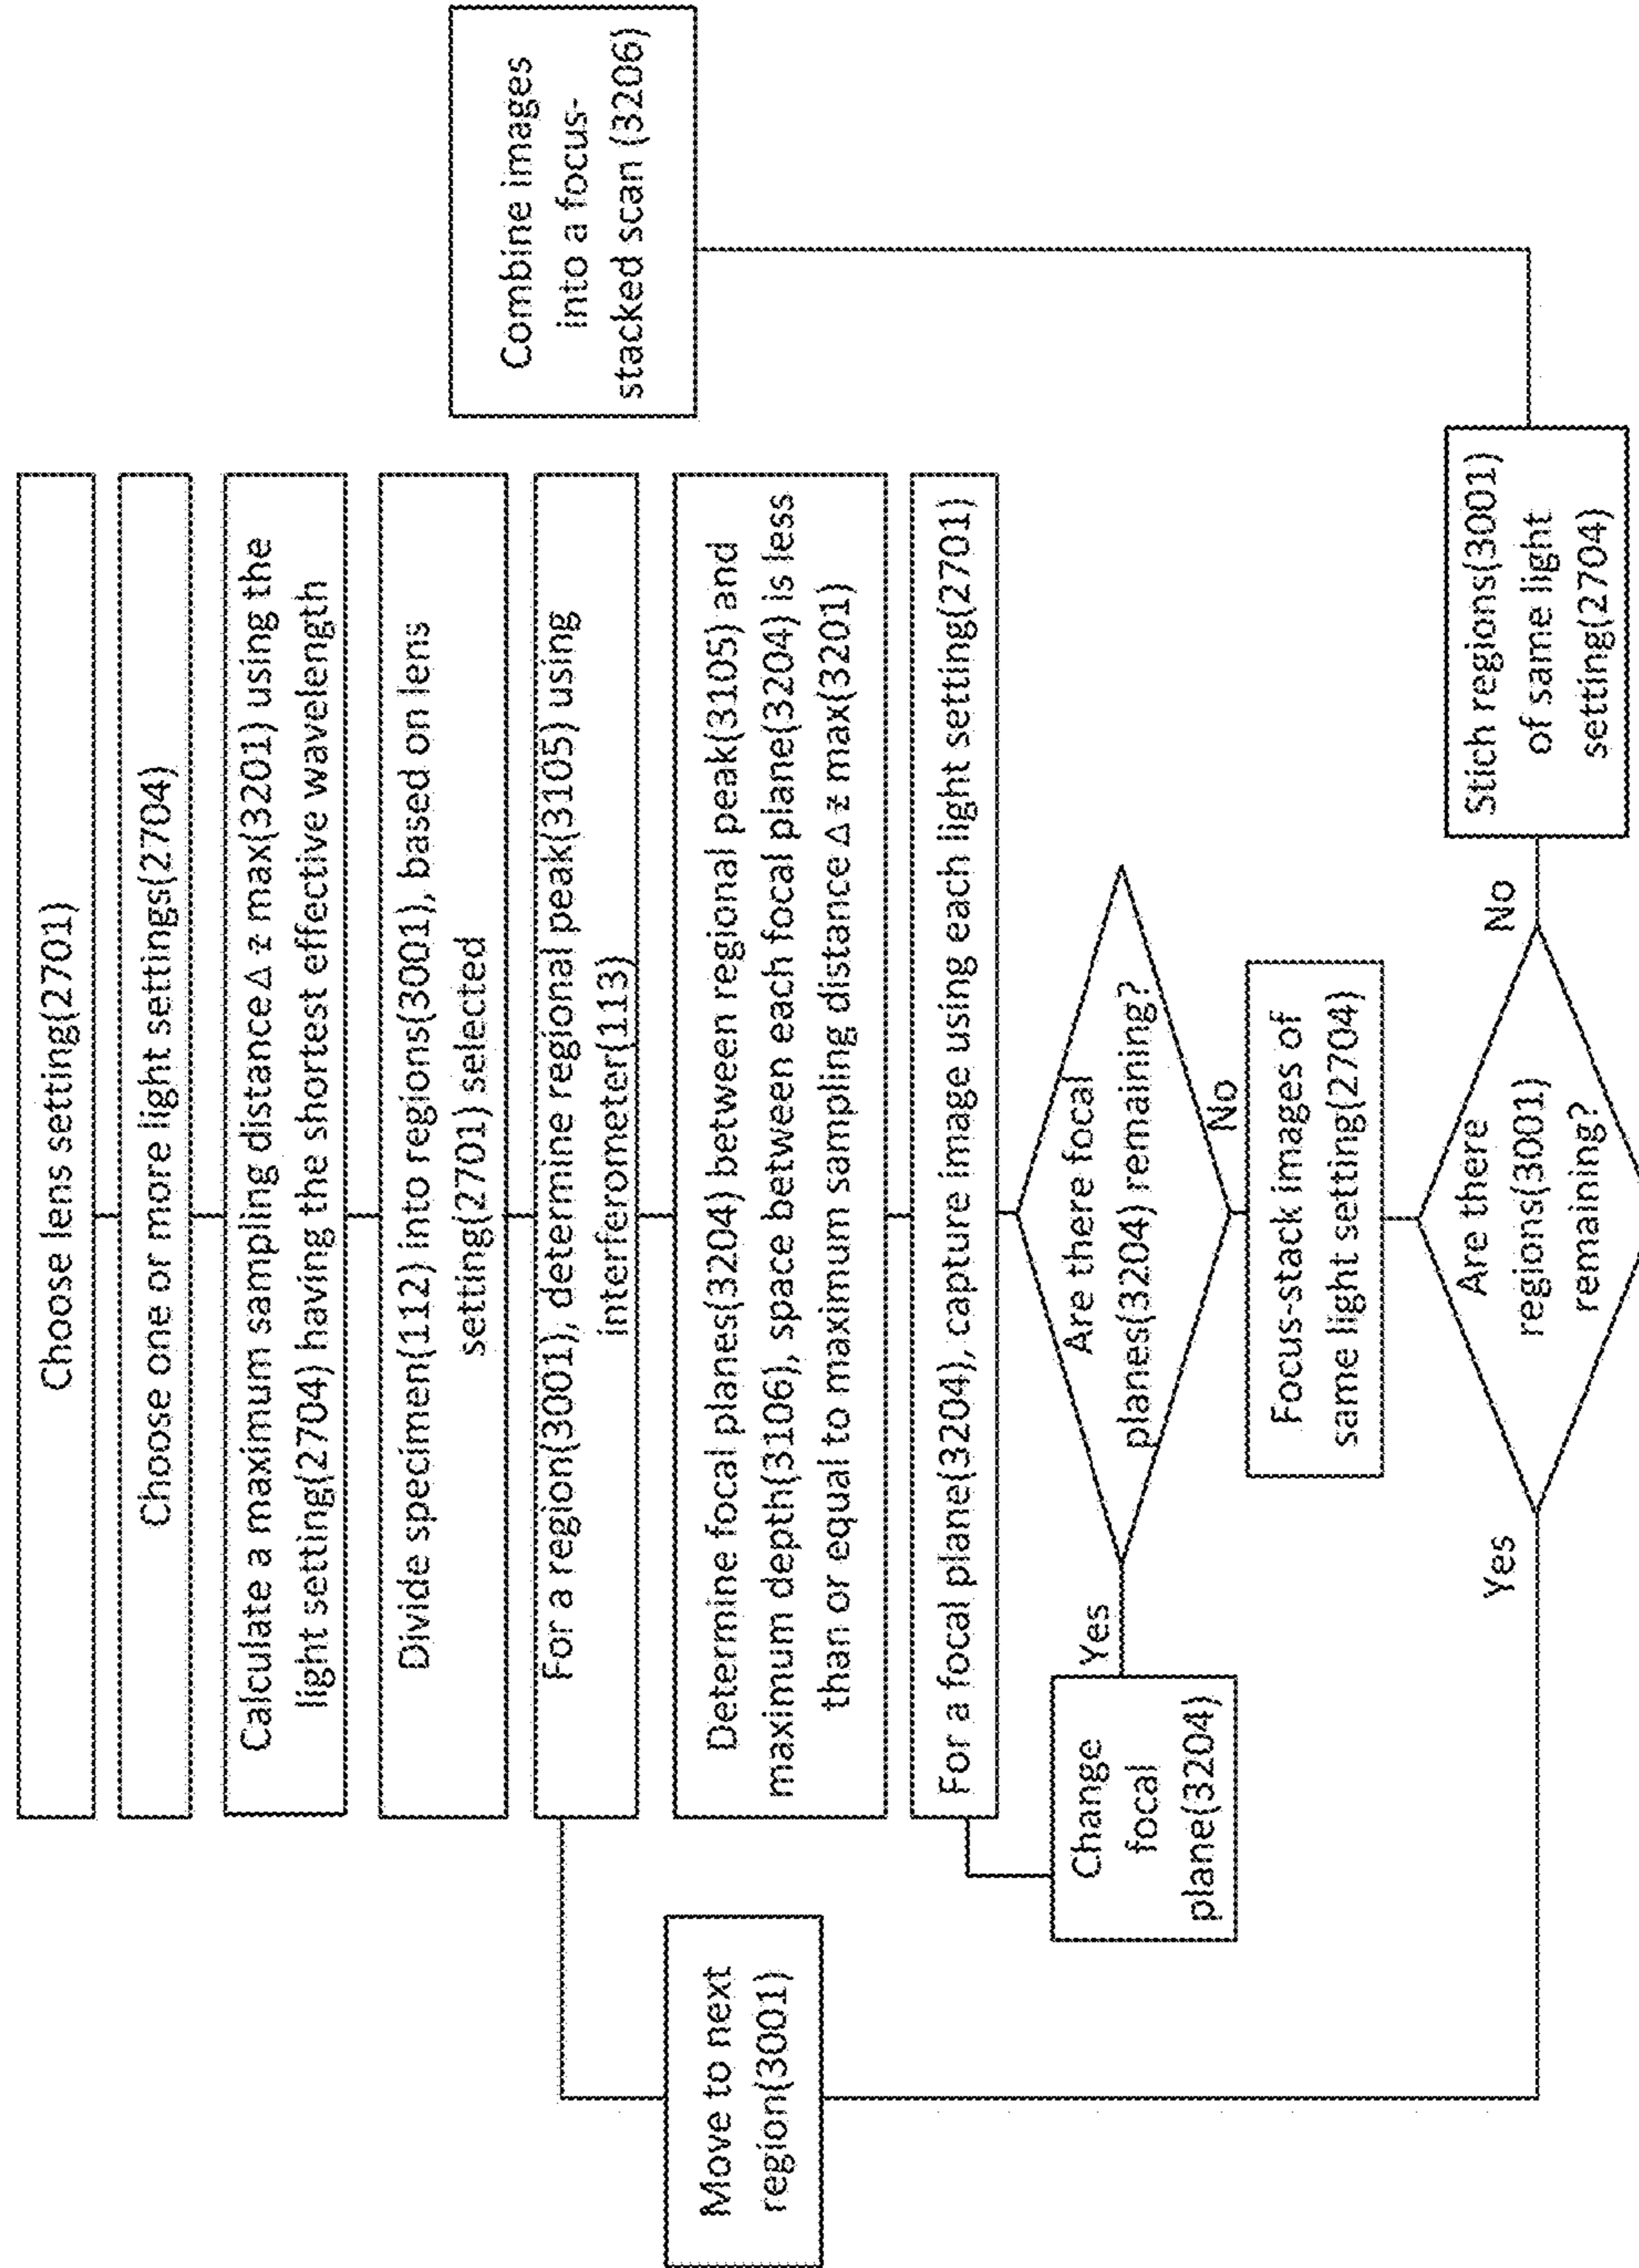 Choose lens setting(2701)
Choose one or more light settings(2704)
Calculate a maximum sampling distance Δ z max(3201) using the
light setting(2704) having the shortest effective wavelength
Divide specimen(112) into regions(3001), based on lens
setting(2701) selected
For a region(3001), determine regional peak(3105) using
interferometer(113)
Determine focal planes(3204) between regional peak(3105) and
maximum depth(3106), space between each focal plane(3204) is less
than or equal to maximum sampling distance Δ z max(3201)
For a focal plane(3204), capture image using each light setting(2701)
Are there focal
planes(3204) remaining?
Yes
Change
focal
plane(3204)
No
Focus-stack images of
same light setting(2704)
Are there
regions(3001)
remaining?
Yes
Move to next
region(3001)
No
Stich regions(3001)
of same light
setting(2704)
Combine images
into a focus-
stacked scan (3206)